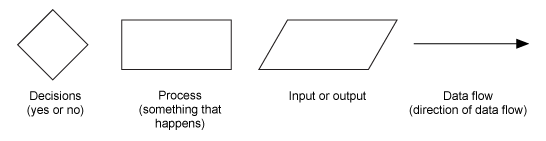 Decisions
(yes or no)
Process
(something that
happens)
Input or output
Data flow
(direction of data flow)